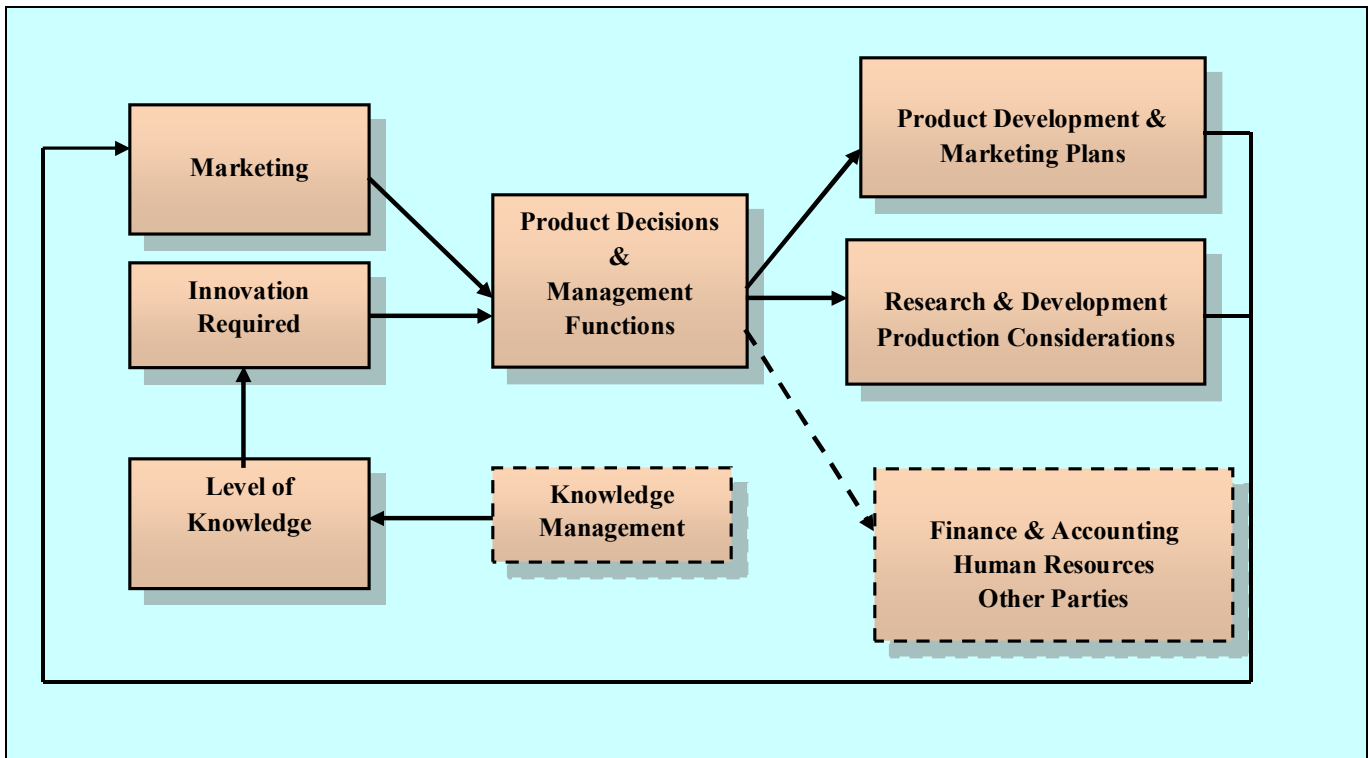 Marketing
Innovation
Required
Level of
Knowledge
Product Decisions
&
Management
Functions
Knowledge
Management
Product Development &
Marketing Plans
Research & Development
Production Considerations
Finance & Accounting
Human Resources
Other Parties